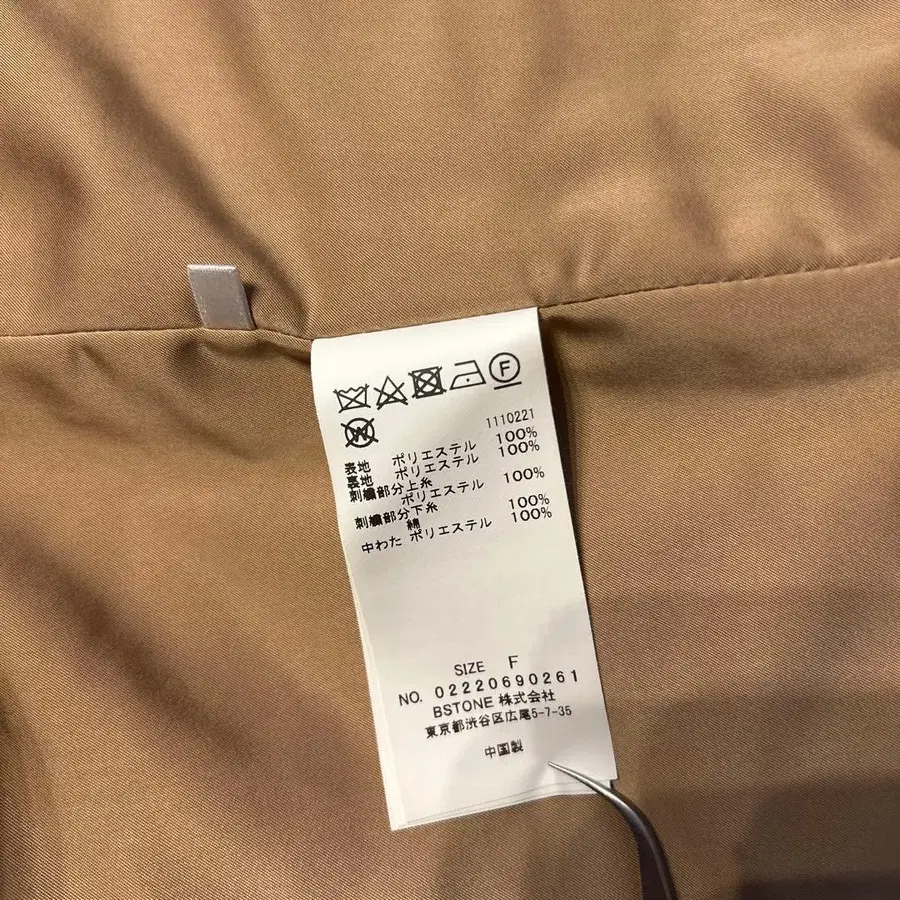 F
W
1110221
表地 ポリエステル 100%
裏地 ポリエステル 100%
刺繍部分上糸
ポリエステル 100%
刺繍部分下糸
綿 100%
中わた ポリエステル 100%
SIZE F
NO. 02220690261
BSTONE 株式会社
東京都渋谷区広尾5-7-35
中国製